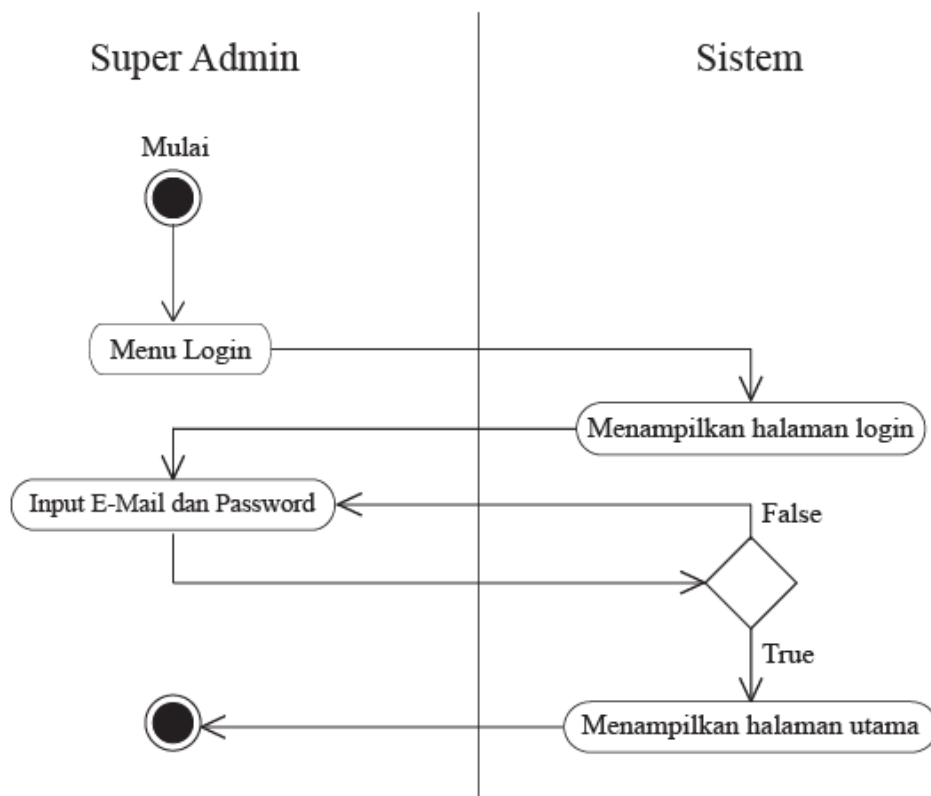 Super Admin
Sistem
Mulai
Menu Login
Menampilkan halaman login
Input E-Mail dan Password
False
True
Menampilkan halaman utama